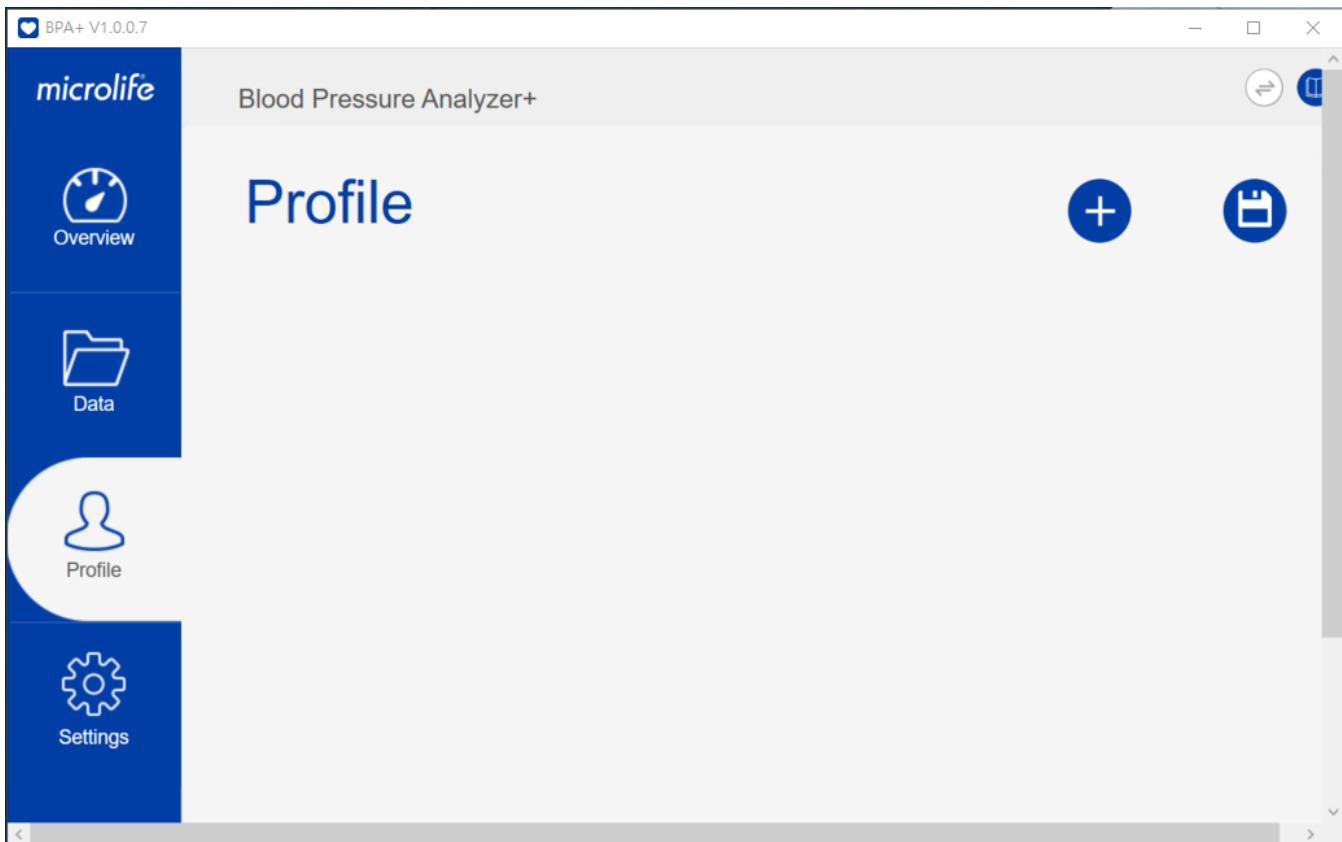 BPA+ V1.0.0.7
microlife
Blood Pressure Analyzer+
Profile
Overview
Data
Profile
Settings